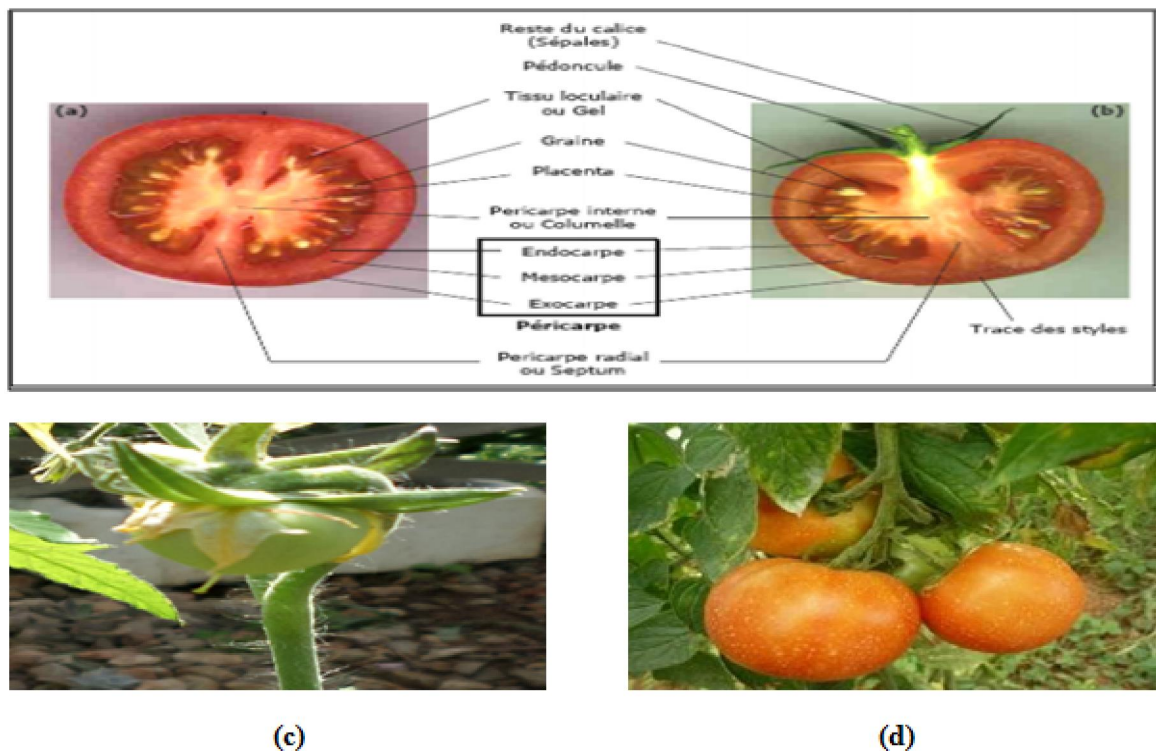 Reste du calice
(Sépales)
Pédoncule
Tissu loculaire
ou Gel
(a)
(b)
Graine
Placenta
Pericarpe interne
ou Columelle
Endocarpe
Mesocarpe
Exocarpe
Péricarpe
Trace des styles
Pericarpe radial
ou Septum
(c)
(d)